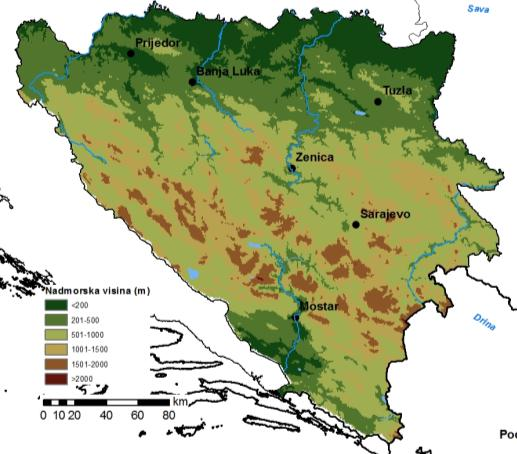 Sava
Prijedor
Banja Luka
Tuzla
Zenica
Sarajevo
Nadmorska visina (m)
<200
201-500
501-1000
1001-1500
1501-2000
>2000
Mostar
Drina
0 10 20 40 60 80 km
Poc